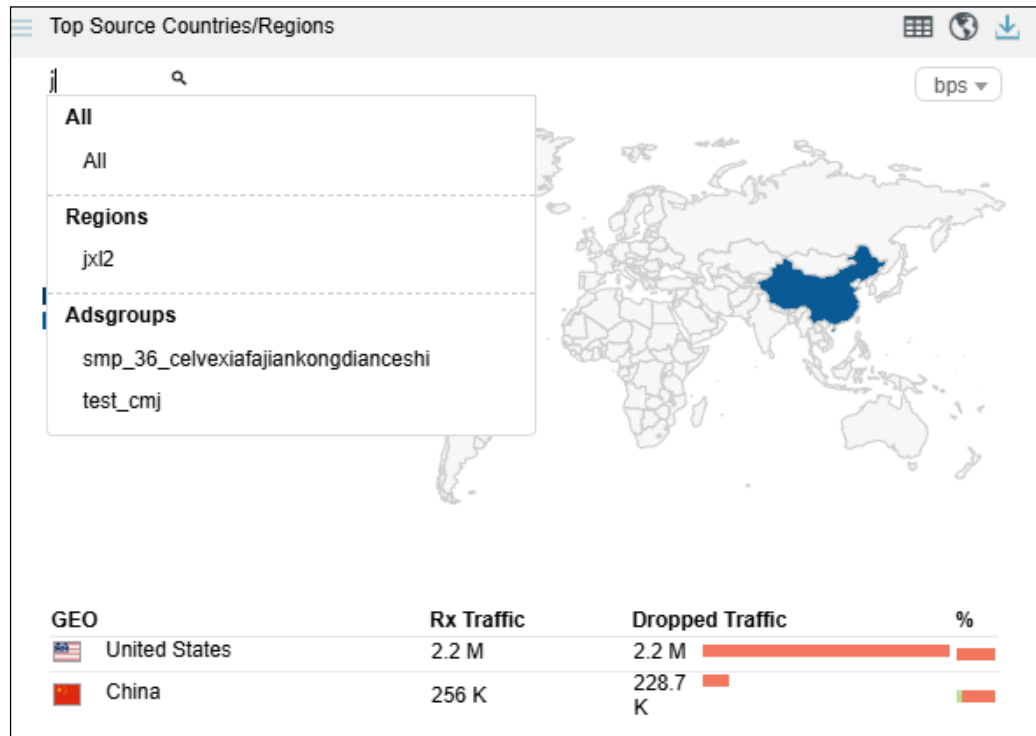 Top Source Countries/Regions
j
bps
All
All
Regions
jxl2
Adsgroups
smp_36_celvexiafajiankongdianceshi
test_cmj
GEO Rx Traffic Dropped Traffic %
United States 2.2 M 2.2 M
China 256 K 228.7 K